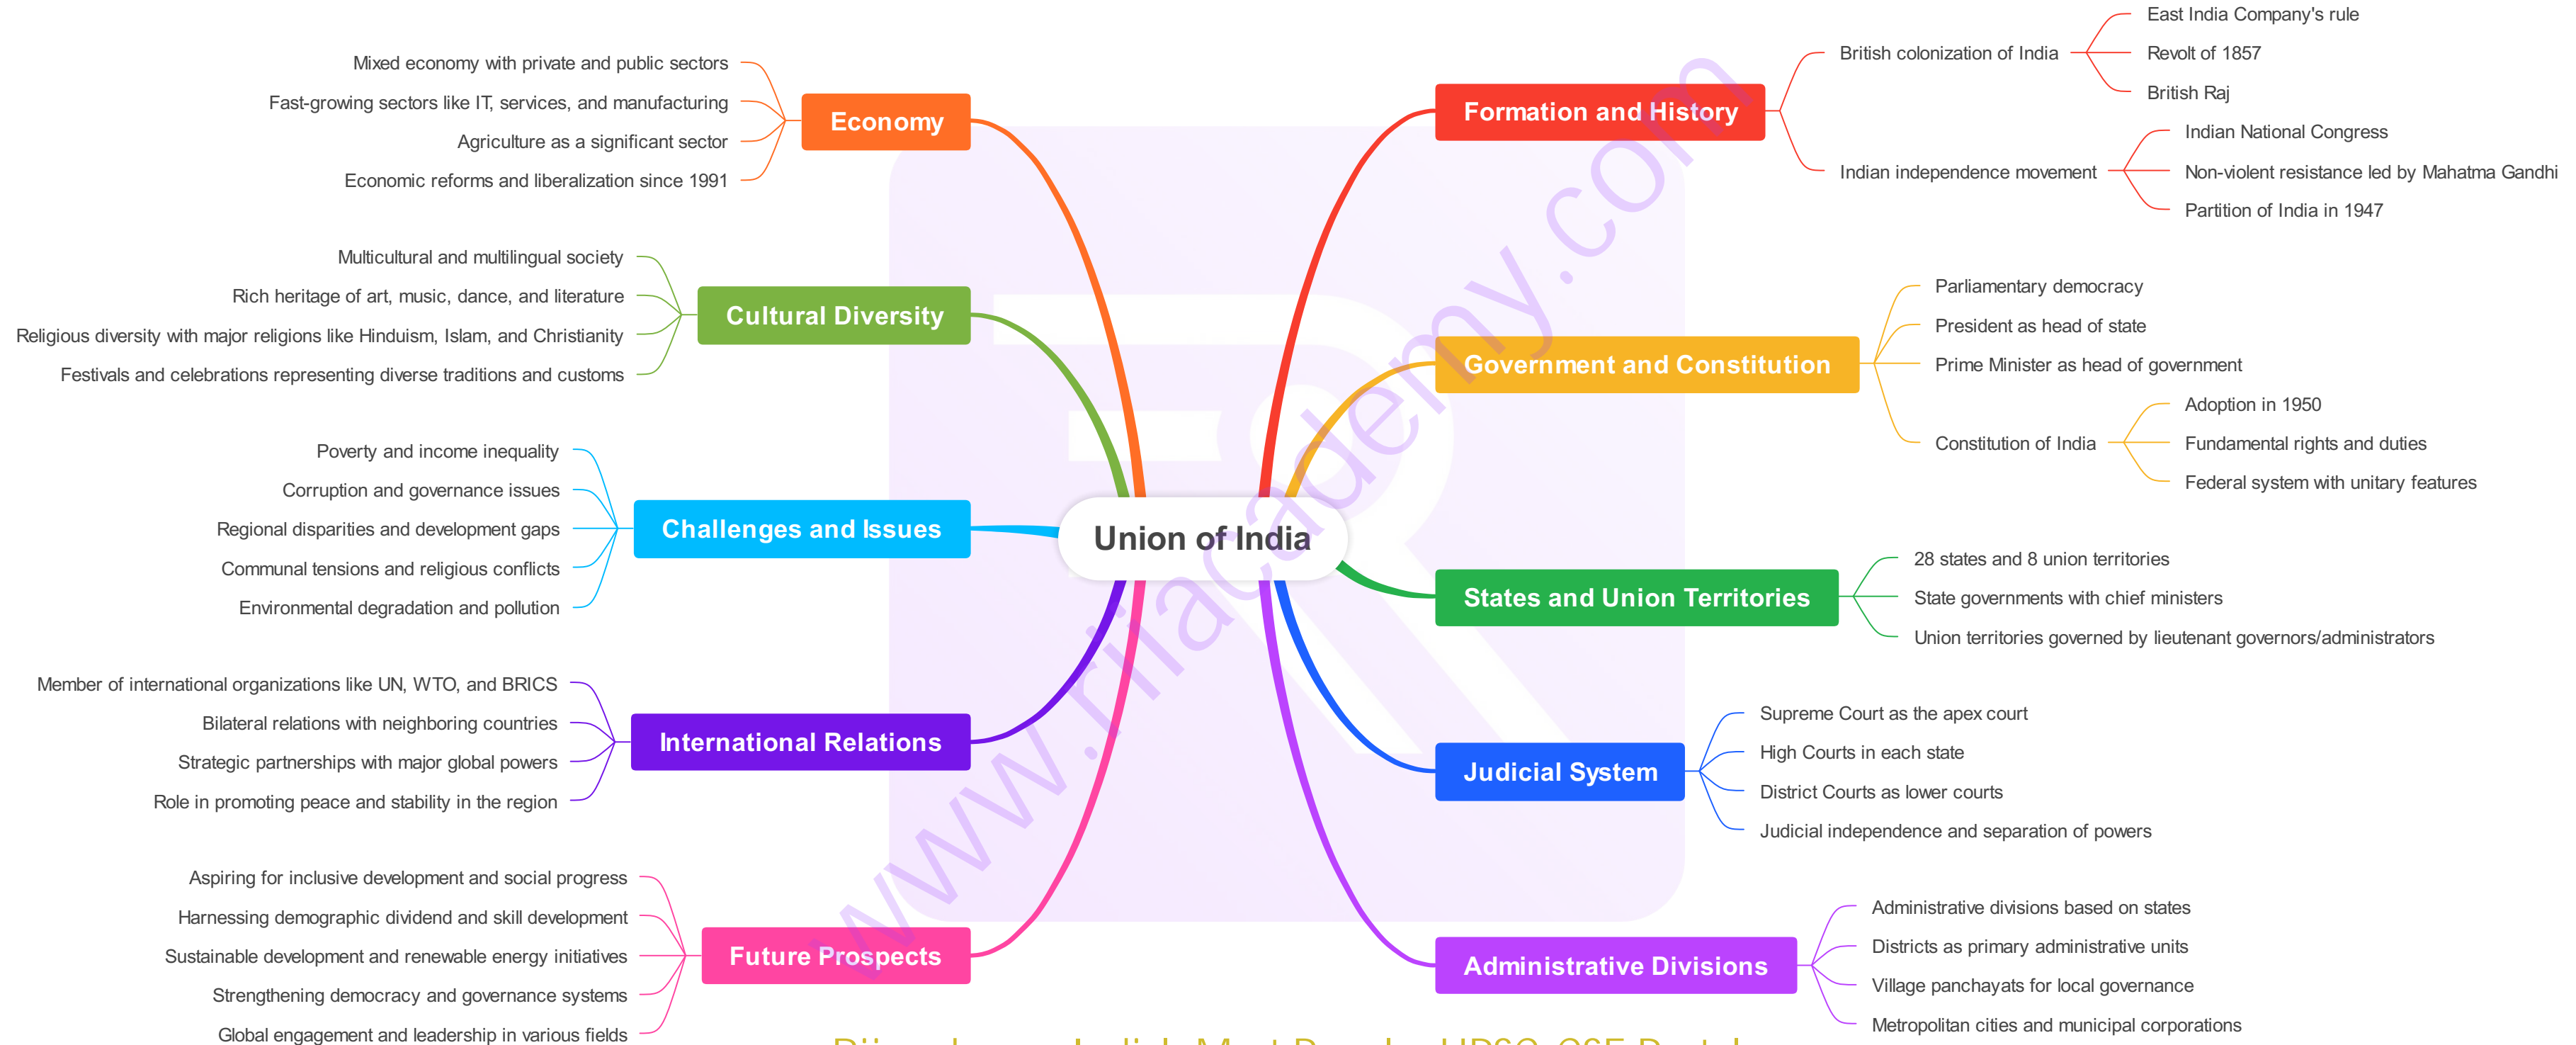 Union of India
Formation and History
British colonization of India
East India Company's rule
Revolt of 1857
British Raj
Indian independence movement
Indian National Congress
Non-violent resistance led by Mahatma Gandhi
Partition of India in 1947
Government and Constitution
Parliamentary democracy
President as head of state
Prime Minister as head of government
Constitution of India
Adoption in 1950
Fundamental rights and duties
Federal system with unitary features
States and Union Territories
28 states and 8 union territories
State governments with chief ministers
Union territories governed by lieutenant governors/administrators
Judicial System
Supreme Court as the apex court
High Courts in each state
District Courts as lower courts
Judicial independence and separation of powers
Administrative Divisions
Administrative divisions based on states
Districts as primary administrative units
Village panchayats for local governance
Metropolitan cities and municipal corporations
Economy
Mixed economy with private and public sectors
Fast-growing sectors like IT, services, and manufacturing
Agriculture as a significant sector
Economic reforms and liberalization since 1991
Cultural Diversity
Multicultural and multilingual society
Rich heritage of art, music, dance, and literature
Religious diversity with major religions like Hinduism, Islam, and Christianity
Festivals and celebrations representing diverse traditions and customs
Challenges and Issues
Poverty and income inequality
Corruption and governance issues
Regional disparities and development gaps
Communal tensions and religious conflicts
Environmental degradation and pollution
International Relations
Member of international organizations like UN, WTO, and BRICS
Bilateral relations with neighboring countries
Strategic partnerships with major global powers
Role in promoting peace and stability in the region
Future Prospects
Aspiring for inclusive development and social progress
Harnessing demographic dividend and skill development
Sustainable development and renewable energy initiatives
Strengthening democracy and governance systems
Global engagement and leadership in various fields